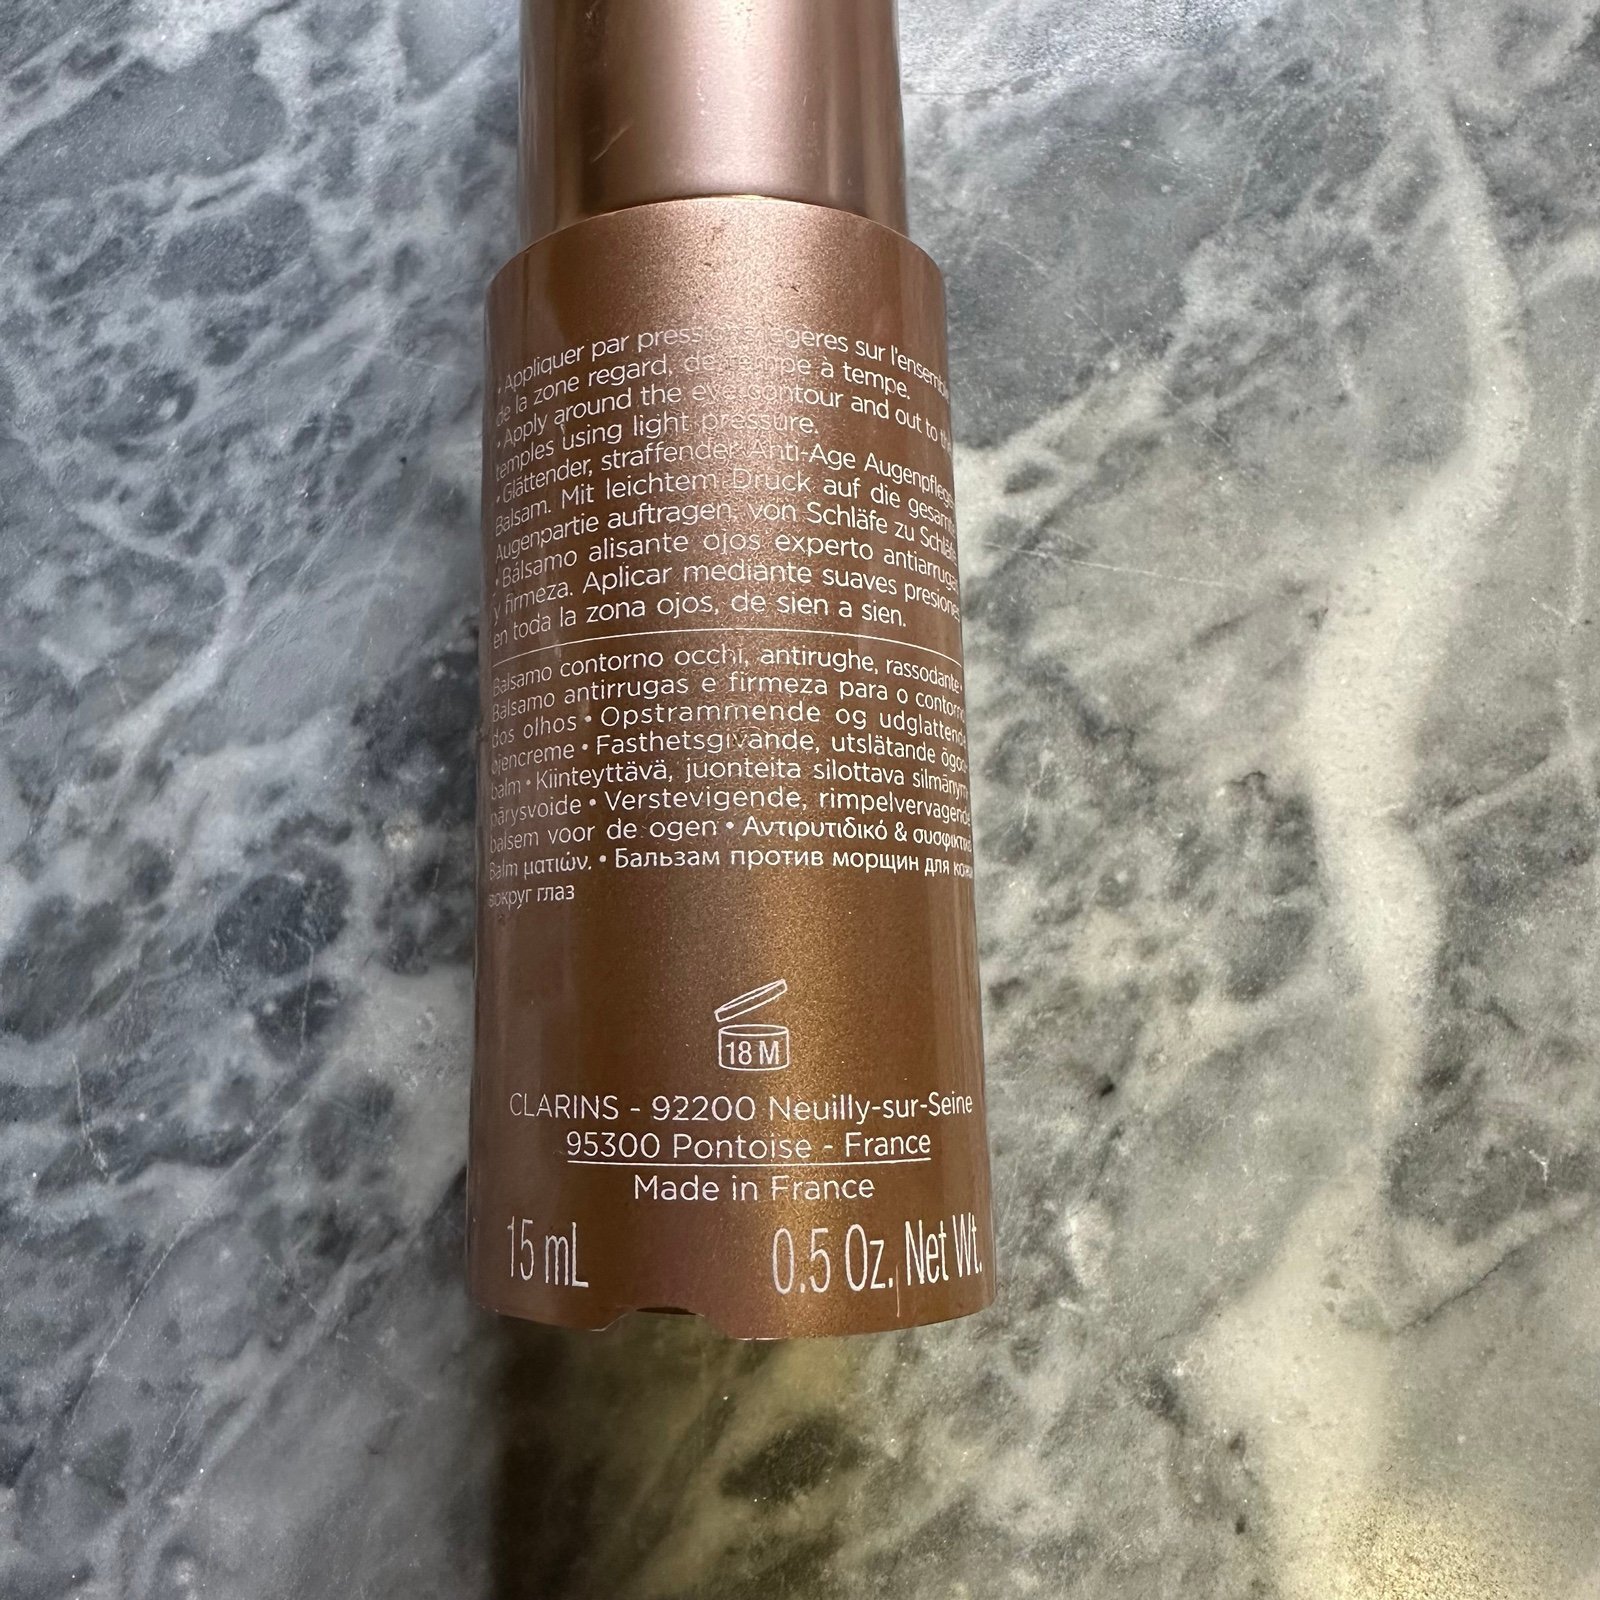 • Appliquer par pressions légères sur l'ensemble
de la zone regard, de tempe à tempe.
• Apply around the eye contour and out to the
temples using light pressure.
• Glättender, straffender Anti-Age Augenpflege-
Balsam. Mit leichtem Druck auf die gesamte
Augenpartie auftragen, von Schläfe zu Schläfe.
• Bálsamo alisante ojos experto antiarrugas
y firmeza. Aplicar mediante suaves presiones
en toda la zona ojos, de sien a sien.
Balsamo contorno occhi, antirughe, rassodante •
Balsamo antirrugas e firmeza para o contorno
dos olhos • Opstrammende og udglattende
øjencreme • Fasthetsgivande, utslätande ögon-
balm • Kiinteyttävä, juonteita silottava silmänym-
pärysvoide • Verstevigende, rimpelvervagende
balsem voor de ogen • Αντιρυτιδικό & συσφικτικό
Balm ματιών. • Бальзам против морщин для кожи
вокруг глаз
18 M
CLARINS - 92200 Neuilly-sur-Seine
95300 Pontoise - France
Made in France
15 mL 0.5 Oz. Net Wt.